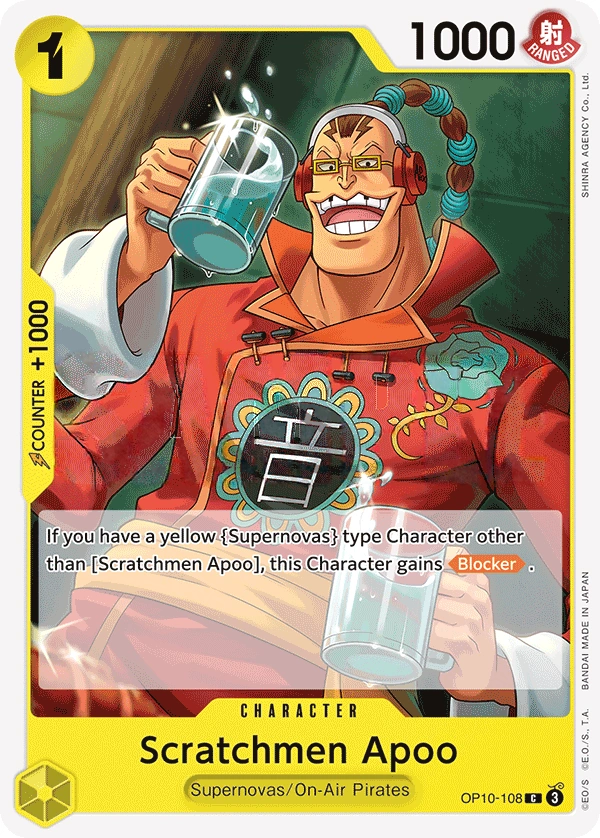 1
1000
射
RANGED
SHINRA AGENCY Co., Ltd.
COUNTER +1000
音
If you have a yellow {Supernovas} type Character other
than [Scratchmen Apoo], this Character gains Blocker .
©E.O./S., T.A. BANDAI MADE IN JAPAN
©EO/S
CHARACTER
Scratchmen Apoo
Supernovas/On-Air Pirates
OP10-108 C 3